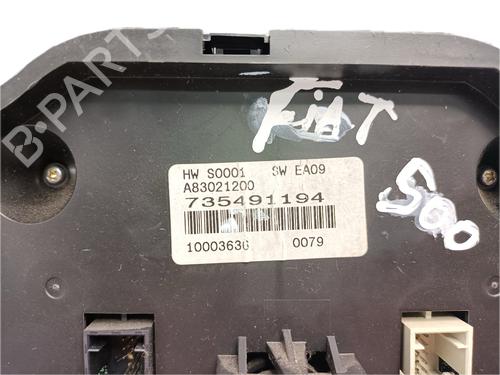 B-PARTS
FiAT
500
HW S0001 SW EA09
A83021200
735491194
10003636 0079